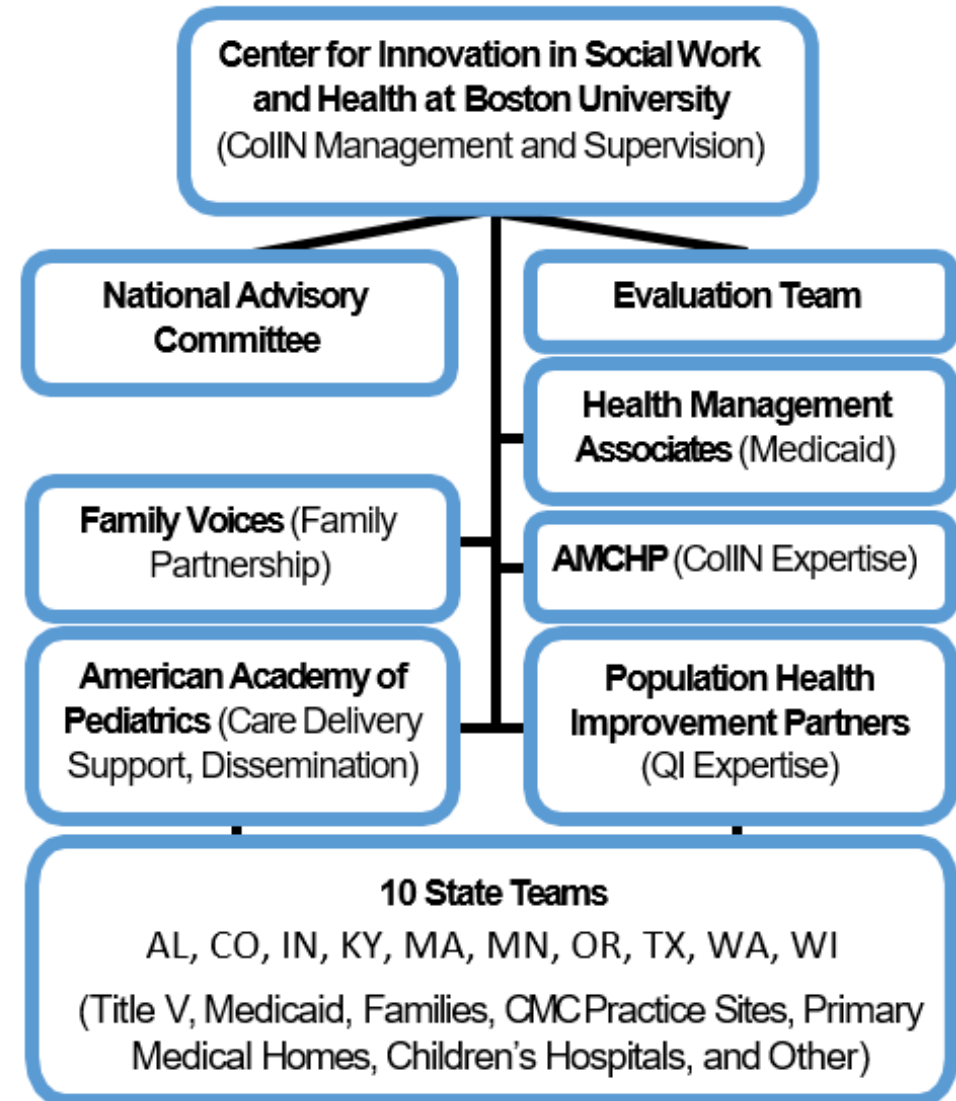 Center for Innovation in Social Work
and Health at Boston University
(CoIIN Management and Supervision)
National Advisory
Committee
Evaluation Team
Health Management
Associates (Medicaid)
Family Voices (Family
Partnership)
AMCHP (CoIIN Expertise)
American Academy of
Pediatrics (Care Delivery
Support, Dissemination)
Population Health
Improvement Partners
(QI Expertise)
10 State Teams
AL, CO, IN, KY, MA, MN, OR, TX, WA, WI
(Title V, Medicaid, Families, CMC Practice Sites, Primary
Medical Homes, Children's Hospitals, and Other)